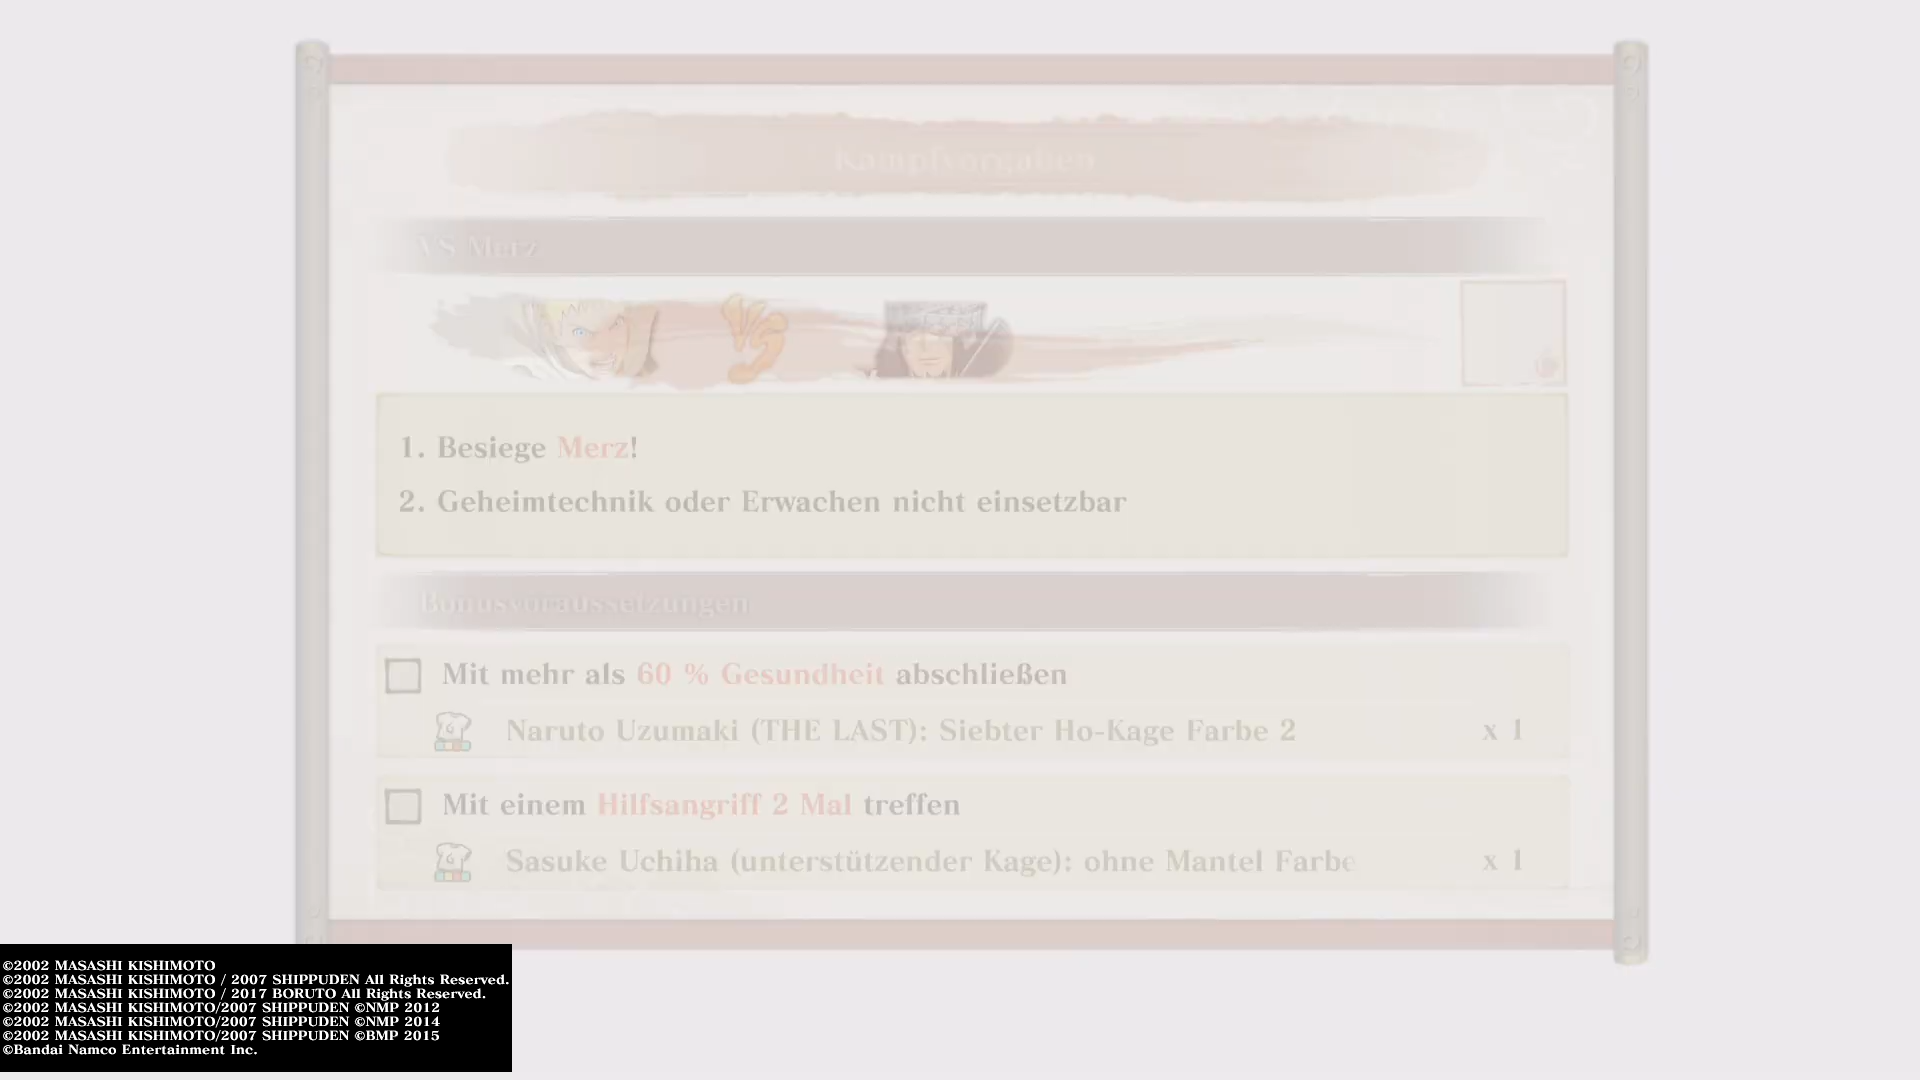 Kampfvorgaben
VS Merz
VS
1. Besiege Merz!
2. Geheimtechnik oder Erwachen nicht einsetzbar
Bonusvoraussetzungen
Mit mehr als 60 % Gesundheit abschließen
Naruto Uzumaki (THE LAST): Siebter Ho-Kage Farbe 2 x 1
Mit einem Hilfsangriff 2 Mal treffen
Sasuke Uchiha (unterstützender Kage): ohne Mantel Farbe x 1
©2002 MASASHI KISHIMOTO
©2002 MASASHI KISHIMOTO / 2007 SHIPPUDEN All Rights Reserved.
©2002 MASASHI KISHIMOTO / 2017 BORUTO All Rights Reserved.
©2002 MASASHI KISHIMOTO/2007 SHIPPUDEN ©NMP 2012
©2002 MASASHI KISHIMOTO/2007 SHIPPUDEN ©NMP 2014
©2002 MASASHI KISHIMOTO/2007 SHIPPUDEN ©BMP 2015
©Bandai Namco Entertainment Inc.